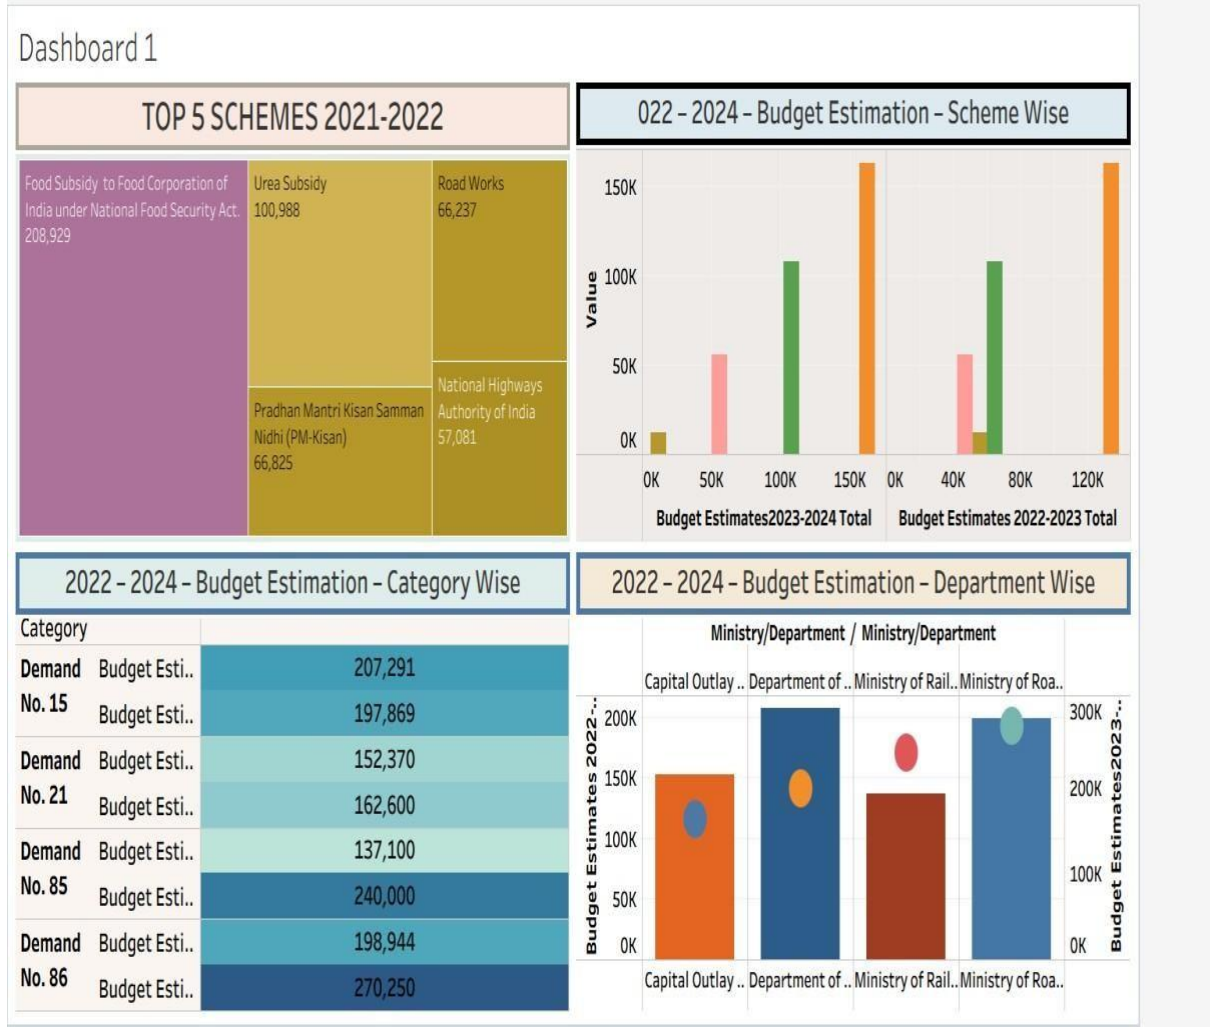 Dashboard 1
TOP 5 SCHEMES 2021-2022
Food Subsidy to Food Corporation of
India under National Food Security Act.
208,929
Urea Subsidy
100,988
Pradhan Mantri Kisan Samman
Nidhi (PM-Kisan)
66,825
Road Works
66,237
National Highways
Authority of India
57,081
022 – 2024 – Budget Estimation – Scheme Wise
Value
150K
100K
50K
0K
0K 50K 100K 150K 0K 40K 80K 120K
Budget Estimates2023-2024 Total Budget Estimates 2022-2023 Total
2022 – 2024 – Budget Estimation – Category Wise
Category
Demand No. 15
Budget Esti.. 207,291
Budget Esti.. 197,869
Demand No. 21
Budget Esti.. 152,370
Budget Esti.. 162,600
Demand No. 85
Budget Esti.. 137,100
Budget Esti.. 240,000
Demand No. 86
Budget Esti.. 198,944
Budget Esti.. 270,250
2022 – 2024 – Budget Estimation – Department Wise
Ministry/Department / Ministry/Department
Capital Outlay .. Department of .. Ministry of Rail.. Ministry of Roa..
Budget Estimates 2022-..
200K
150K
100K
50K
0K
300K
200K
100K
0K
Budget Estimates2023-..
Capital Outlay .. Department of .. Ministry of Rail.. Ministry of Roa..